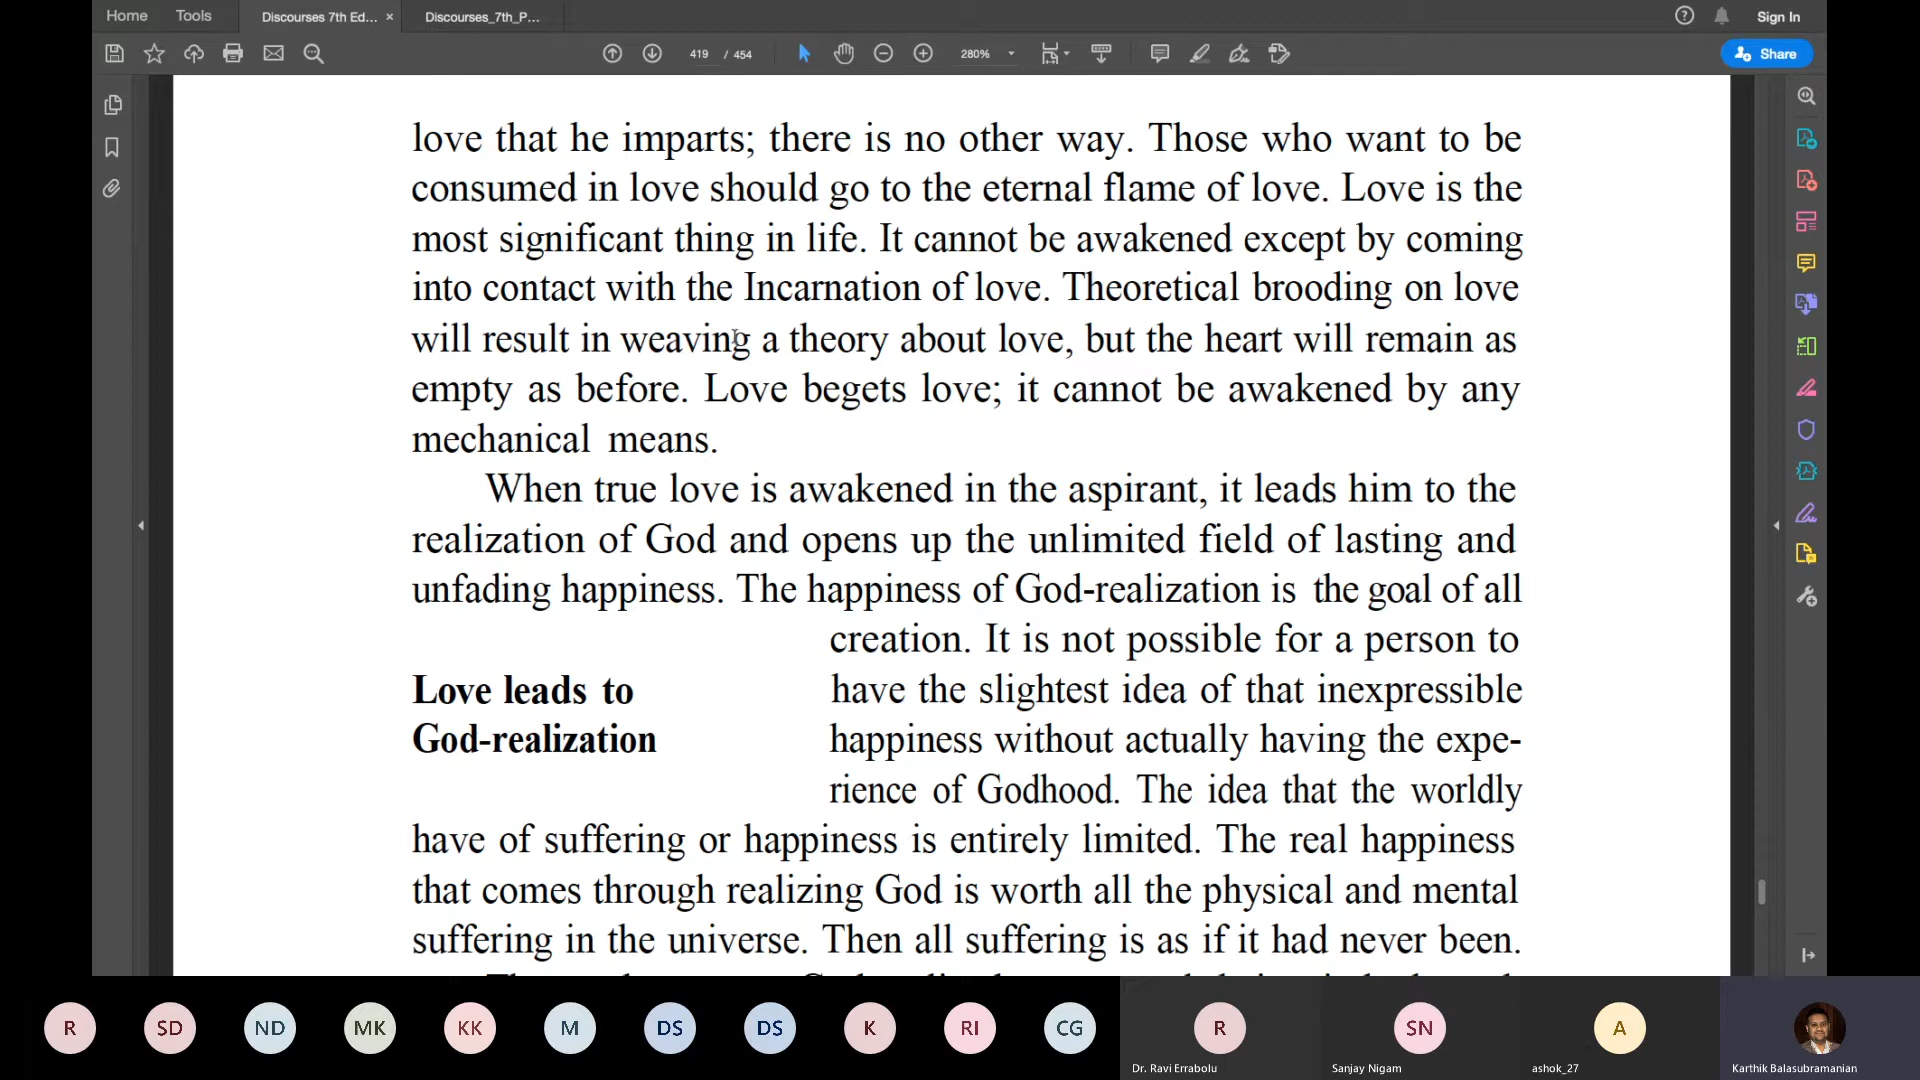 Home
Tools
Discourses 7th Ed... ×
Discourses_7th_P...
Sign In
419 / 454
280%
Share
love that he imparts; there is no other way. Those who want to be
consumed in love should go to the eternal flame of love. Love is the
most significant thing in life. It cannot be awakened except by coming
into contact with the Incarnation of love. Theoretical brooding on love
will result in weaving a theory about love, but the heart will remain as
empty as before. Love begets love; it cannot be awakened by any
mechanical means.
When true love is awakened in the aspirant, it leads him to the
realization of God and opens up the unlimited field of lasting and
unfading happiness. The happiness of God-realization is the goal of all
creation. It is not possible for a person to
Love leads to
have the slightest idea of that inexpressible
God-realization
happiness without actually having the expe-
rience of Godhood. The idea that the worldly
have of suffering or happiness is entirely limited. The real happiness
that comes through realizing God is worth all the physical and mental
suffering in the universe. Then all suffering is as if it had never been.
R
SD
ND
MK
KK
M
DS
DS
K
RI
CG
R
SN
A
Dr. Ravi Errabolu
Sanjay Nigam
ashok_27
Karthik Balasubramanian